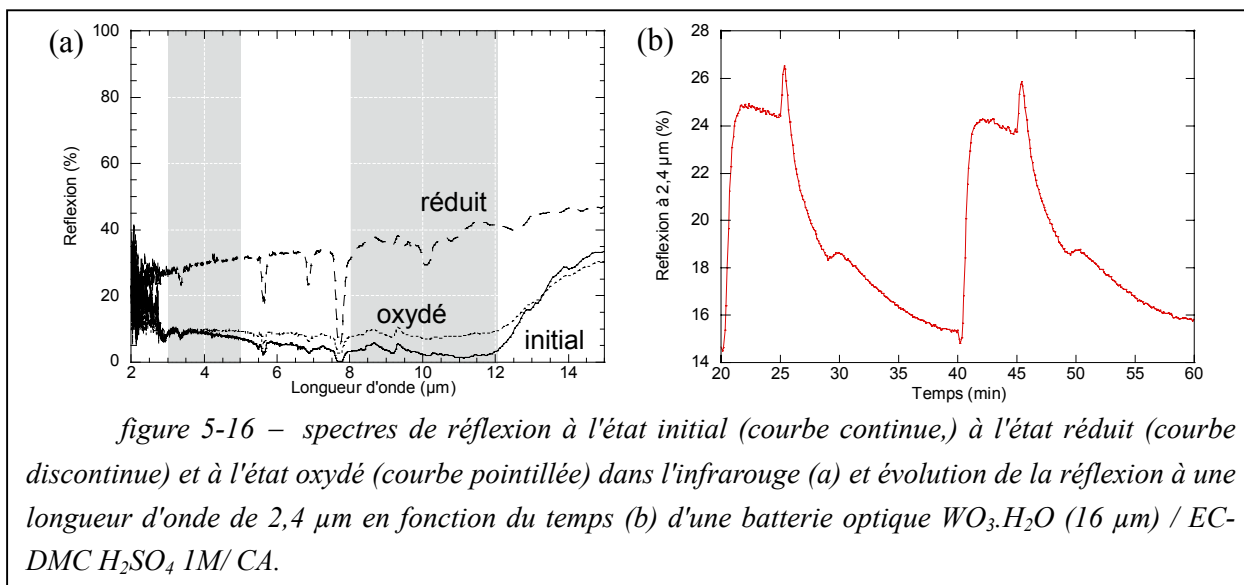 (a)
100
80
60
40
20
0
Reflexion (%)
réduit
oxydé
initial
2 4 6 8 10 12 14
Longueur d'onde (µm)
(b)
28
26
24
22
20
18
16
14
Reflexion à 2,4 µm (%)
20 25 30 35 40 45 50 55 60
Temps (min)
figure 5-16 – spectres de réflexion à l'état initial (courbe continue,) à l'état réduit (courbe
discontinue) et à l'état oxydé (courbe pointillée) dans l'infrarouge (a) et évolution de la réflexion à une
longueur d'onde de 2,4 µm en fonction du temps (b) d'une batterie optique WO₃.H₂O (16 µm) / EC-
DMC H₂SO₄ 1M/ CA.